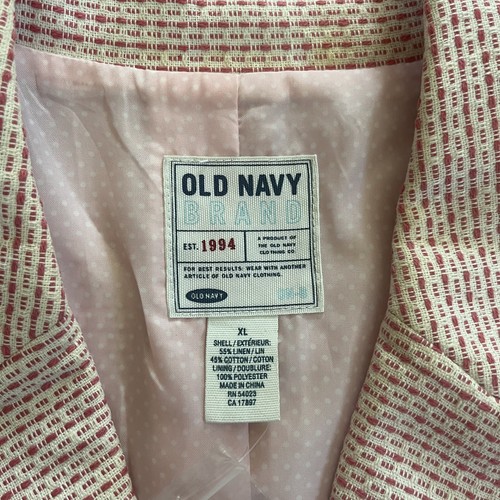 OLD NAVY
BRAND
EST. 1994
A PRODUCT OF
THE OLD NAVY
CLOTHING CO.
FOR BEST RESULTS: WEAR WITH ANOTHER
ARTICLE OF OLD NAVY CLOTHING.
OLD NAVY
XL
SHELL / EXTÉRIEUR:
55% LINEN / LIN
45% COTTON / COTON
LINING / DOUBLURE:
100% POLYESTER
MADE IN CHINA
RN 54023
CA 17897